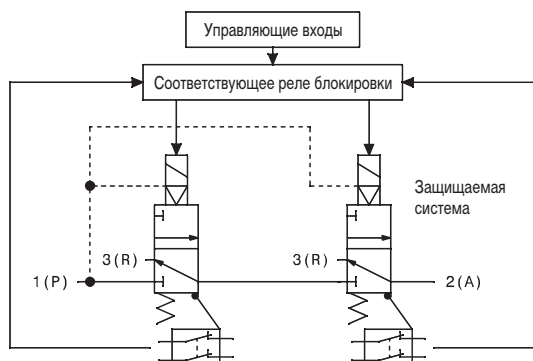 Управляющие входы
Соответствующее реле блокировки
Защищаемая
система
3(R)
3(R)
1(P)
2(A)